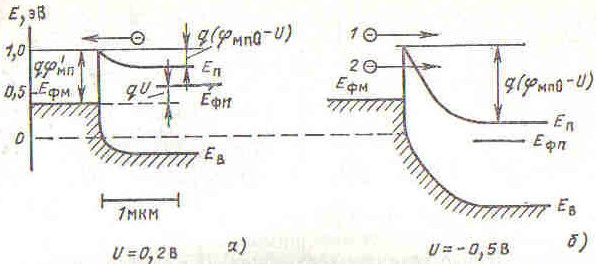 E, эВ
1,0
0,5
0
qφ'мп
Eфм
⊖
qU
q(φмп0-U)
Eп
Eфп
Eв
1мкм
U=0,2В
а)
1⊖
2⊖
Eфм
q(φмп0-U)
Eп
Eфп
Eв
U=-0,5В
б)